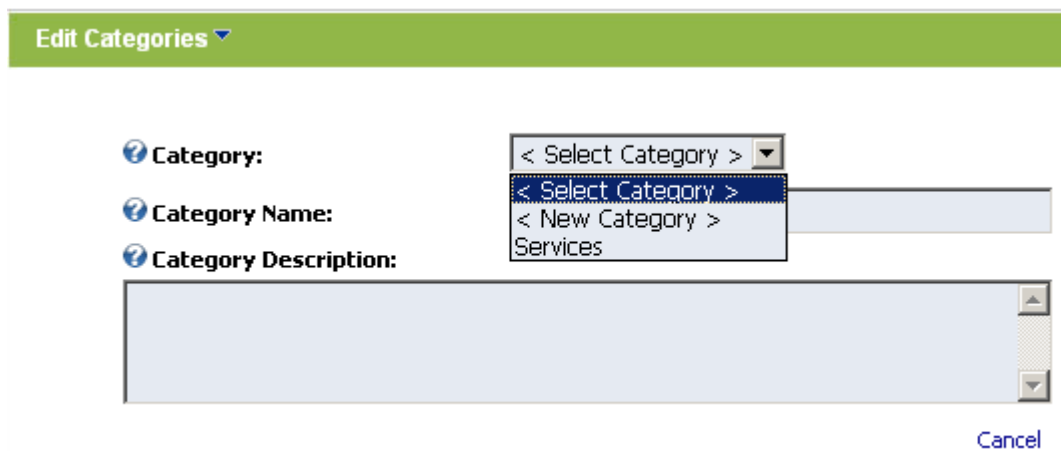 Edit Categories
Category:
< Select Category >
< Select Category >
< New Category >
Services
Category Name:
Category Description:
Cancel